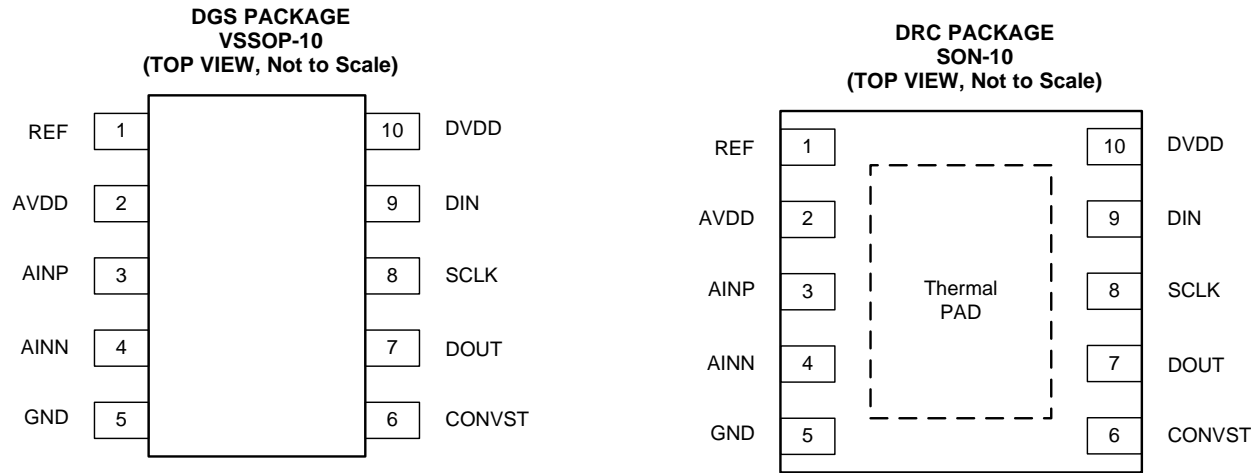 DGS PACKAGE
VSSOP-10
(TOP VIEW, Not to Scale)
REF 1 10 DVDD
AVDD 2 9 DIN
AINP 3 8 SCLK
AINN 4 7 DOUT
GND 5 6 CONVST
DRC PACKAGE
SON-10
(TOP VIEW, Not to Scale)
REF 1 10 DVDD
AVDD 2 9 DIN
AINP 3 Thermal 8 SCLK
PAD
AINN 4 7 DOUT
GND 5 6 CONVST